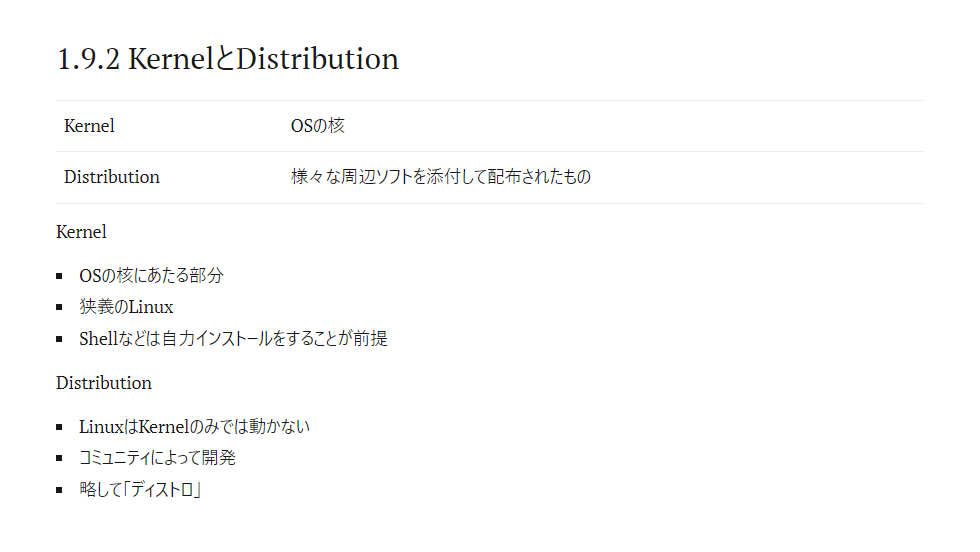 1.9.2 KernelとDistribution
Kernel OSの核
Distribution 様々な周辺ソフトを添付して配布されたもの
Kernel
OSの核にあたる部分
狭義のLinux
Shellなどは自力インストールをすることが前提
Distribution
LinuxはKernelのみでは動かない
コミュニティによって開発
略して「ディストロ」